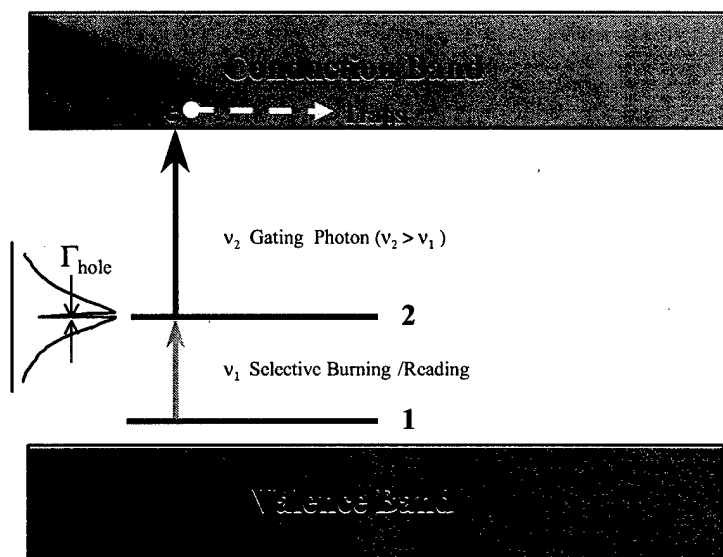 Conduction Band
ν₂ Gating Photon (ν₂ > ν₁)
Γhole
2
ν₁ Selective Burning /Reading
1
Valence Band